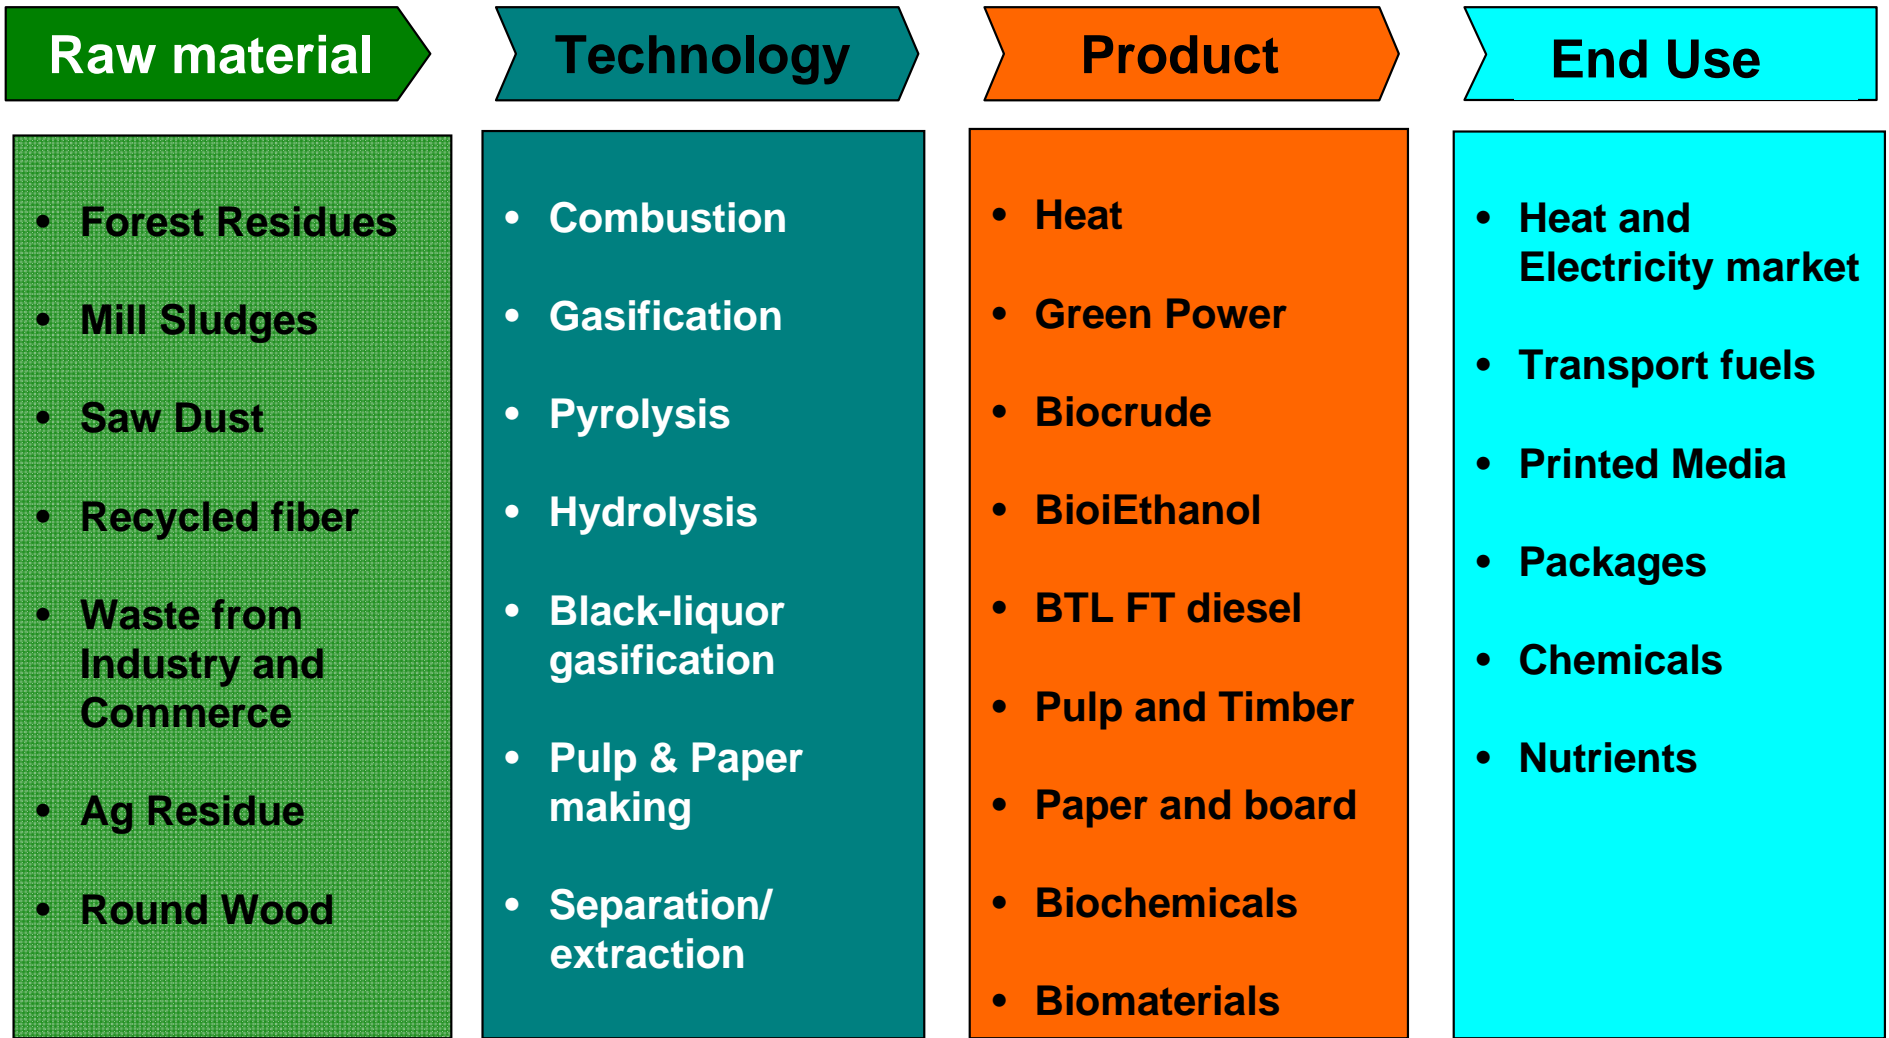 Raw material
Technology
Product
End Use
• Forest Residues
• Mill Sludges
• Saw Dust
• Recycled fiber
• Waste from
Industry and
Commerce
• Ag Residue
• Round Wood
• Combustion
• Gasification
• Pyrolysis
• Hydrolysis
• Black-liquor
gasification
• Pulp & Paper
making
• Separation/
extraction
• Heat
• Green Power
• Biocrude
• BioiEthanol
• BTL FT diesel
• Pulp and Timber
• Paper and board
• Biochemicals
• Biomaterials
• Heat and
Electricity market
• Transport fuels
• Printed Media
• Packages
• Chemicals
• Nutrients